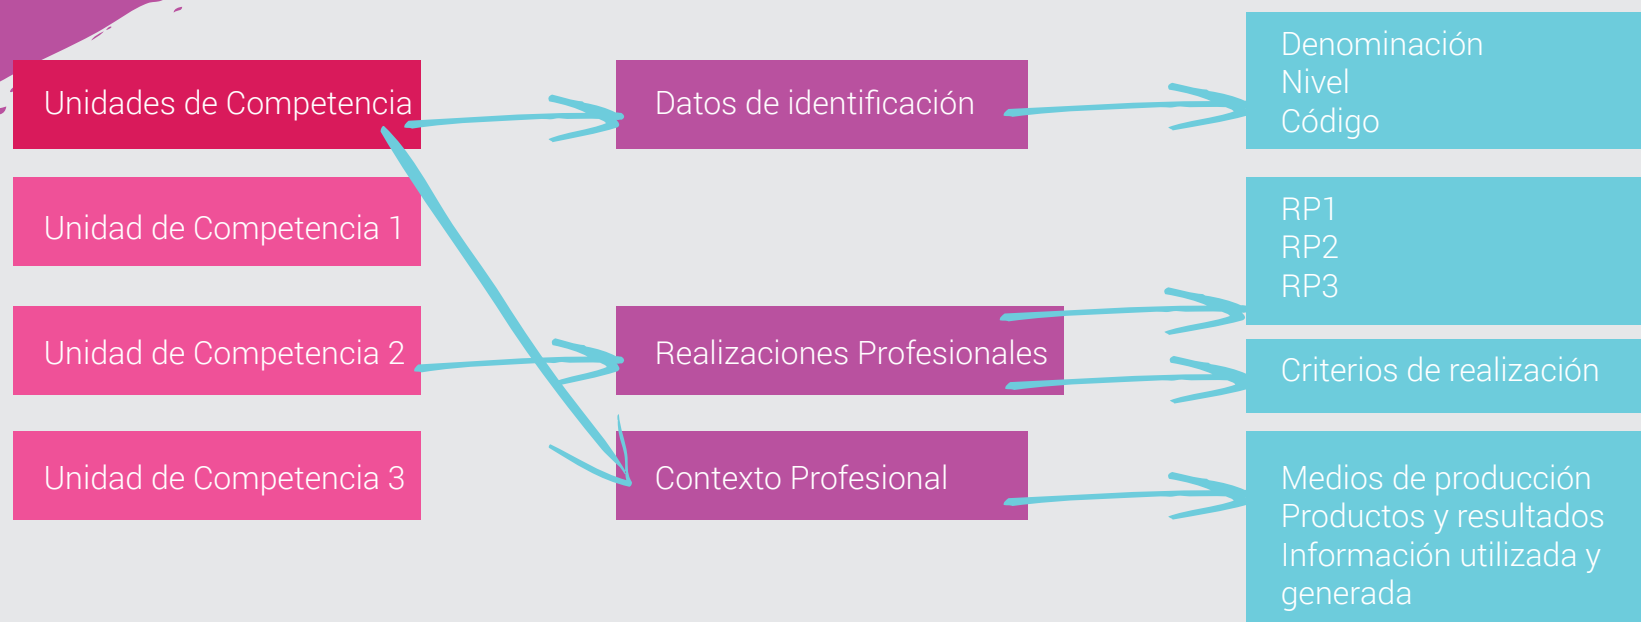 Unidades de Competencia
Unidad de Competencia 1
Unidad de Competencia 2
Unidad de Competencia 3
Datos de identificación
Realizaciones Profesionales
Contexto Profesional
Denominación
Nivel
Código
RP1
RP2
RP3
Criterios de realización
Medios de producción
Productos y resultados
Información utilizada y
generada